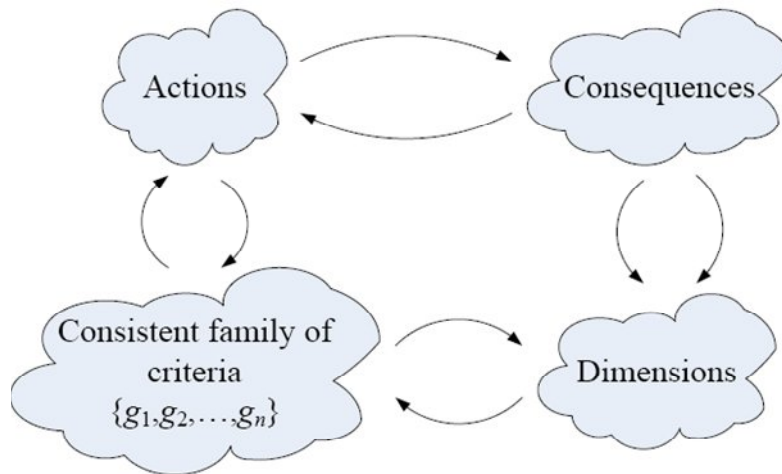 Actions
Consequences
Consistent family of
criteria
{g₁,g₂,…,gₙ}
Dimensions